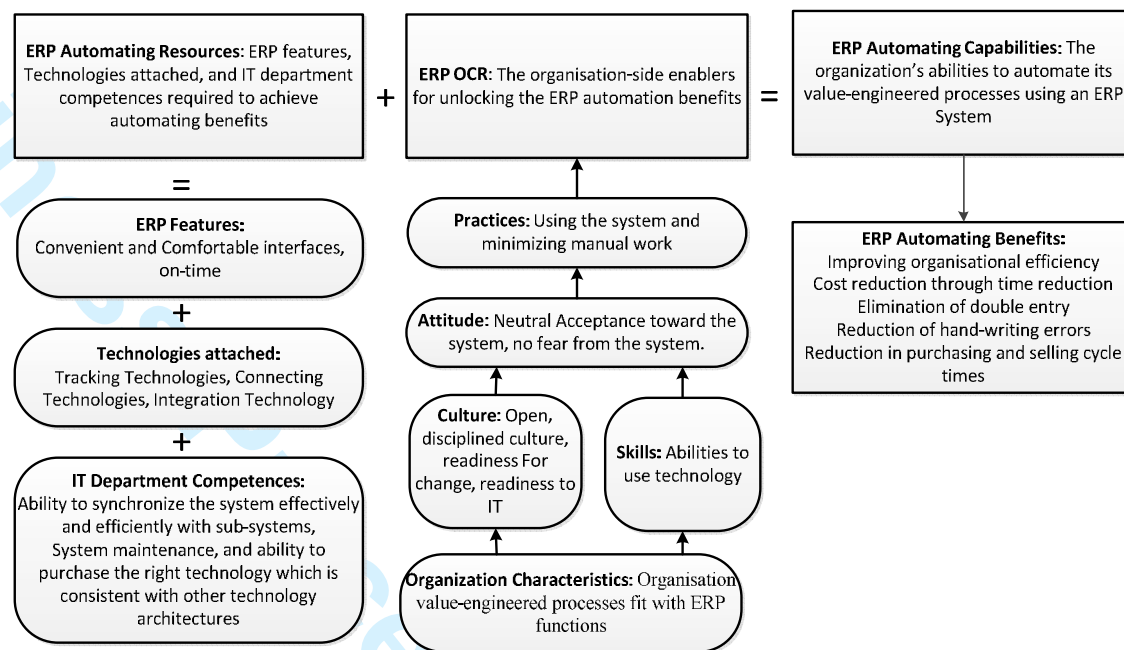 ERP Automating Resources: ERP features,
Technologies attached, and IT department
competences required to achieve
automating benefits
=
ERP Features:
Convenient and Comfortable interfaces,
on-time
+
Technologies attached:
Tracking Technologies, Connecting
Technologies, Integration Technology
+
IT Department Competences:
Ability to synchronize the system effectively
and efficiently with sub-systems,
System maintenance, and ability to
purchase the right technology which is
consistent with other technology
architectures
+
ERP OCR: The organisation-side enablers
for unlocking the ERP automation benefits
Practices: Using the system and
minimizing manual work
Attitude: Neutral Acceptance toward the
system, no fear from the system.
Culture: Open,
disciplined culture,
readiness For
change, readiness to
IT
Skills: Abilities to
use technology
Organization Characteristics: Organisation
value-engineered processes fit with ERP
functions
=
ERP Automating Capabilities: The
organization's abilities to automate its
value-engineered processes using an ERP
System
ERP Automating Benefits:
Improving organisational efficiency
Cost reduction through time reduction
Elimination of double entry
Reduction of hand-writing errors
Reduction in purchasing and selling cycle
times